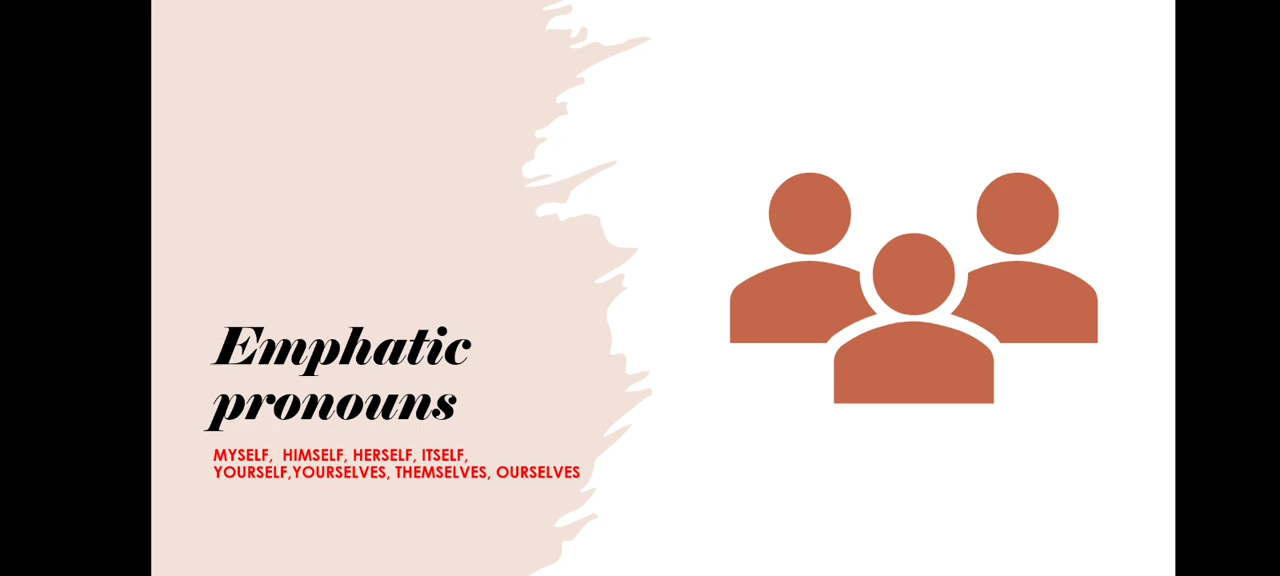 Emphatic
pronouns
MYSELF,  HIMSELF, HERSELF, ITSELF,
YOURSELF,YOURSELVES, THEMSELVES, OURSELVES